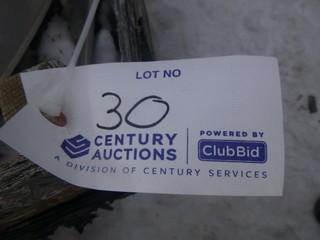 LOT NO
30
CENTURY AUCTIONS
POWERED BY
ClubBid
A DIVISION OF CENTURY SERVICES